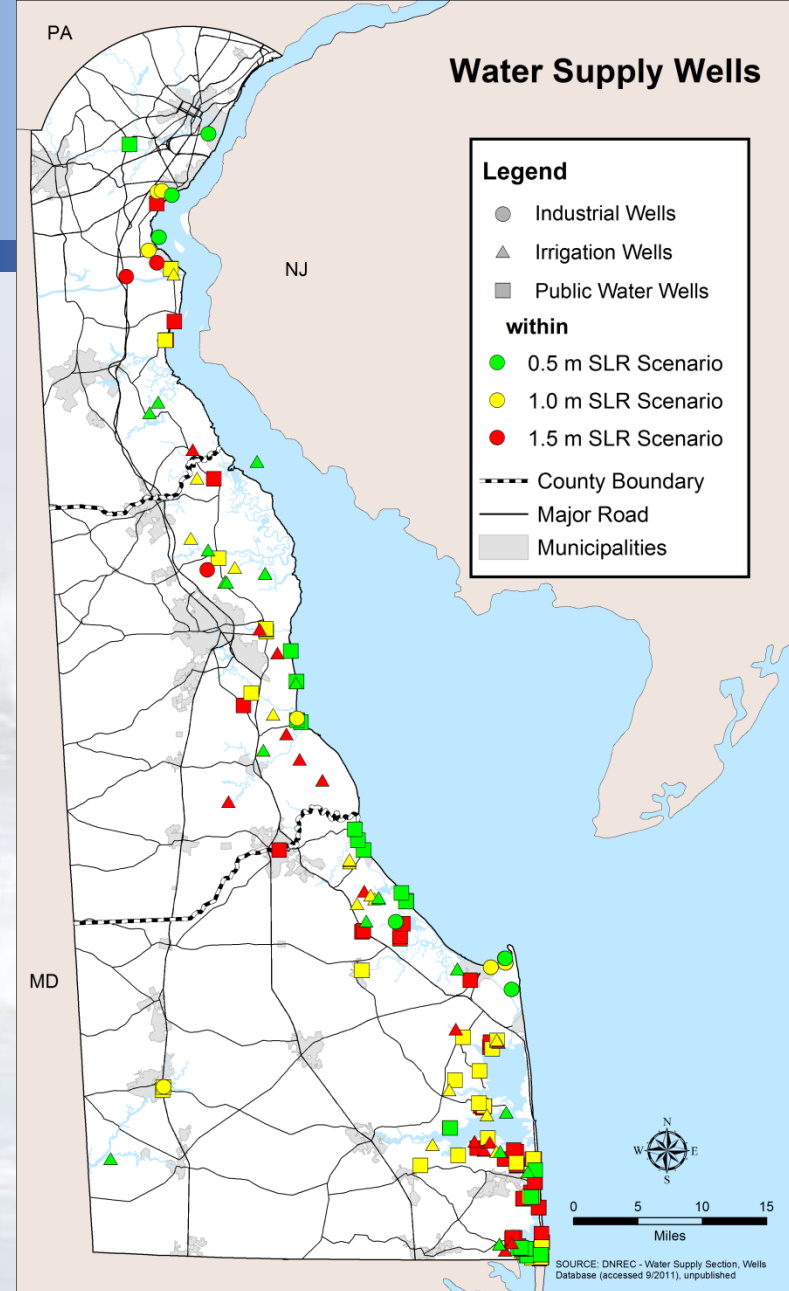 PA
Water Supply Wells
Legend
Industrial Wells
Irrigation Wells
Public Water Wells
within
0.5 m SLR Scenario
1.0 m SLR Scenario
1.5 m SLR Scenario
County Boundary
Major Road
Municipalities
NJ
MD
N
W E
S
0 5 10 15
Miles
SOURCE: DNREC - Water Supply Section, Wells
Database (accessed 9/2011), unpublished